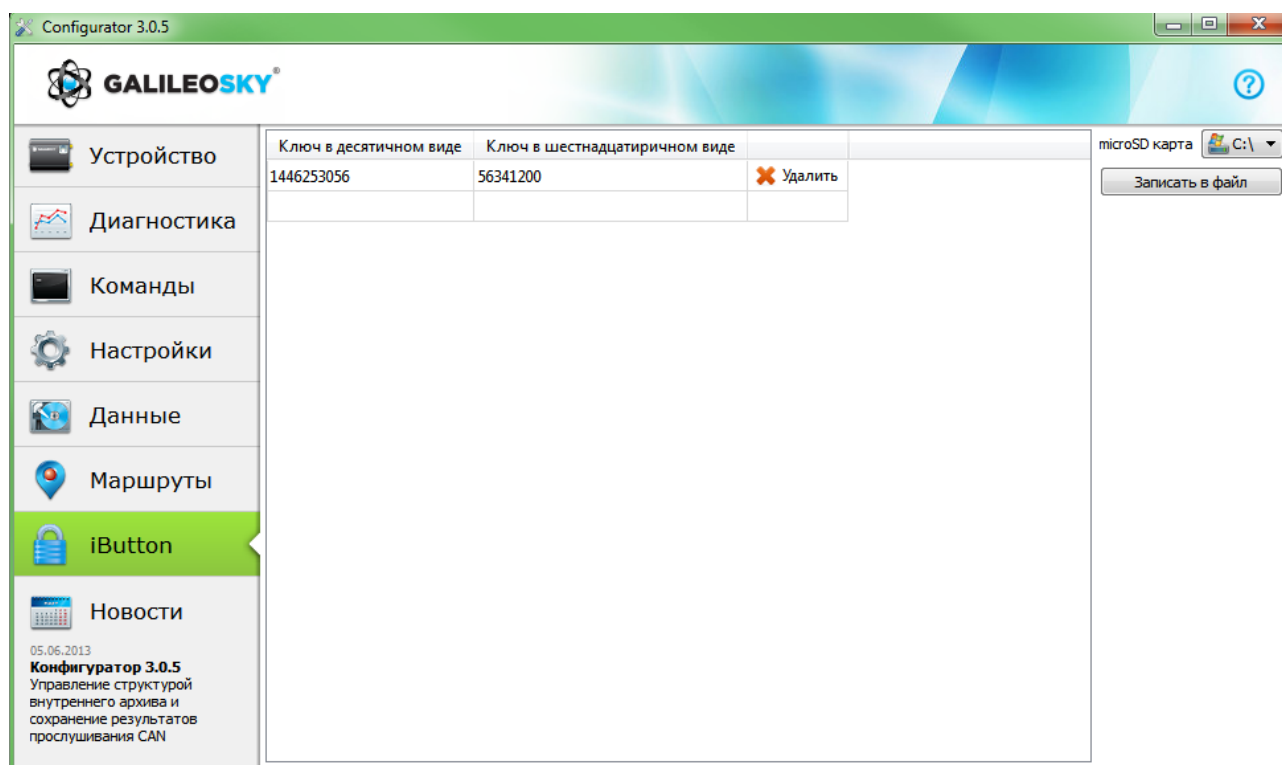 Configurator 3.0.5
GALILEOSKY®
Устройство
Диагностика
Команды
Настройки
Данные
Маршруты
iButton
Новости
05.06.2013
Конфигуратор 3.0.5
Управление структурой
внутреннего архива и
сохранение результатов
прослушивания CAN
Ключ в десятичном виде Ключ в шестнадцатиричном виде
1446253056 56341200 Удалить
microSD карта C:\
Записать в файл